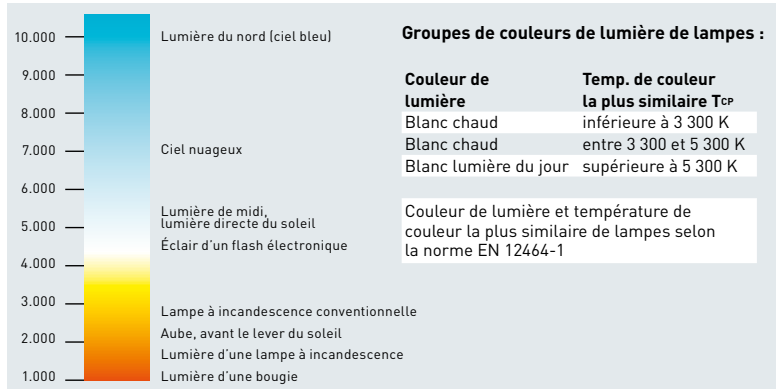 10.000
Lumière du nord (ciel bleu)
9.000
8.000
7.000
Ciel nuageux
6.000
Lumière de midi,
lumière directe du soleil
5.000
Éclair d'un flash électronique
4.000
3.000
Lampe à incandescence conventionnelle
Aube, avant le lever du soleil
2.000
Lumière d'une lampe à incandescence
1.000
Lumière d'une bougie
Groupes de couleurs de lumière de lampes :
Couleur de lumière
Temp. de couleur la plus similaire TCP
Blanc chaud inférieure à 3 300 K
Blanc chaud entre 3 300 et 5 300 K
Blanc lumière du jour supérieure à 5 300 K
Couleur de lumière et température de
couleur la plus similaire de lampes selon
la norme EN 12464-1